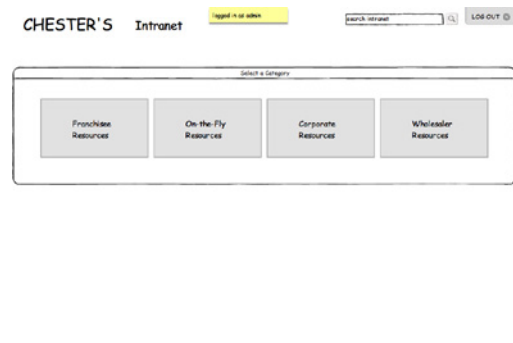 CHESTER'S Intranet
logged in as admin
search intranet
LOG OUT
Select a Category
Franchisee
Resources
On-the-Fly
Resources
Corporate
Resources
Wholesaler
Resources